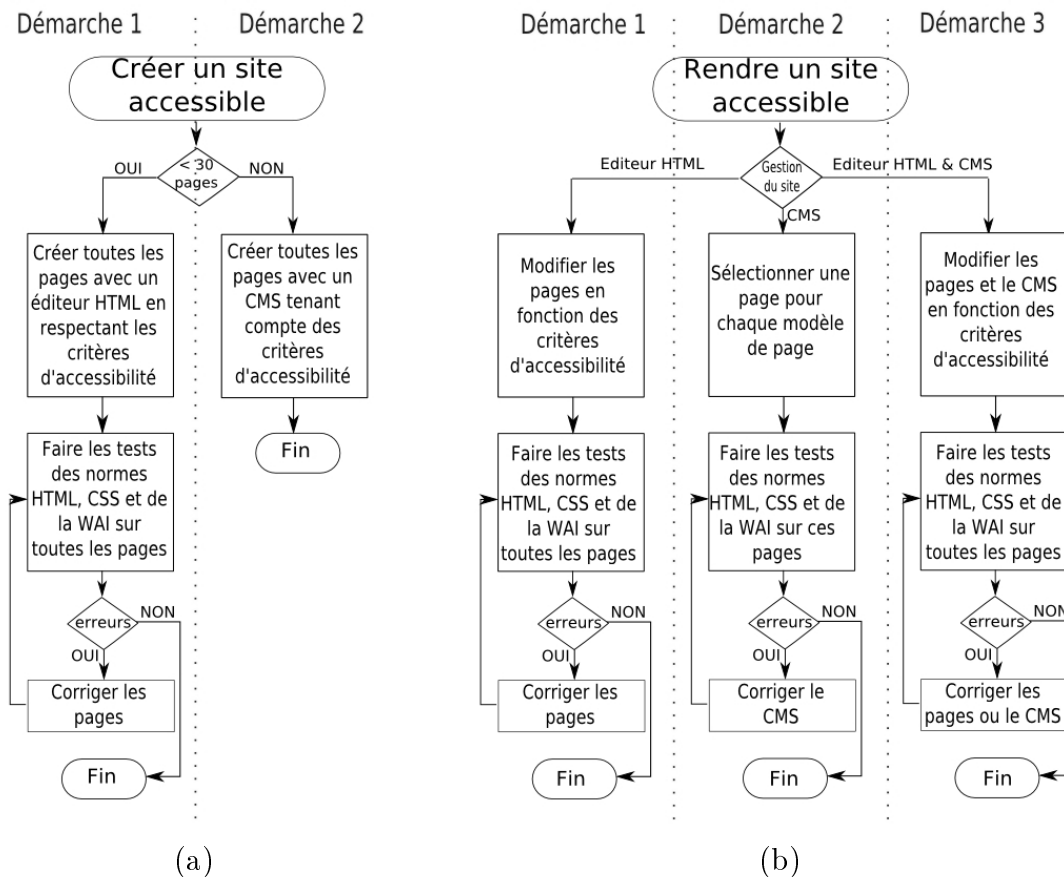 Démarche 1
Démarche 2
Créer un site
accessible
< 30
pages
OUI
NON
Créer toutes les
pages avec un
éditeur HTML en
respectant les
critères
d'accessibilité
Faire les tests
des normes
HTML, CSS et de
la WAI sur
toutes les pages
erreurs
NON
OUI
Corriger les
pages
Fin
Créer toutes les
pages avec un
CMS tenant
compte des
critères
d'accessibilité
Fin
(a)
Démarche 1
Démarche 2
Démarche 3
Rendre un site
accessible
Gestion
du site
Editeur HTML
CMS
Editeur HTML & CMS
Modifier les
pages en
fonction des
critères
d'accessibilité
Faire les tests
des normes
HTML, CSS et de
la WAI sur
toutes les pages
erreurs
NON
OUI
Corriger les
pages
Fin
Sélectionner une
page pour
chaque modèle
de page
Faire les tests
des normes
HTML, CSS et de
la WAI sur ces
pages
erreurs
NON
OUI
Corriger le
CMS
Fin
Modifier les
pages et le CMS
en fonction des
critères
d'accessibilité
Faire les tests
des normes
HTML, CSS et de
la WAI sur
toutes les pages
erreurs
NON
OUI
Corriger les
pages ou le CMS
Fin
(b)